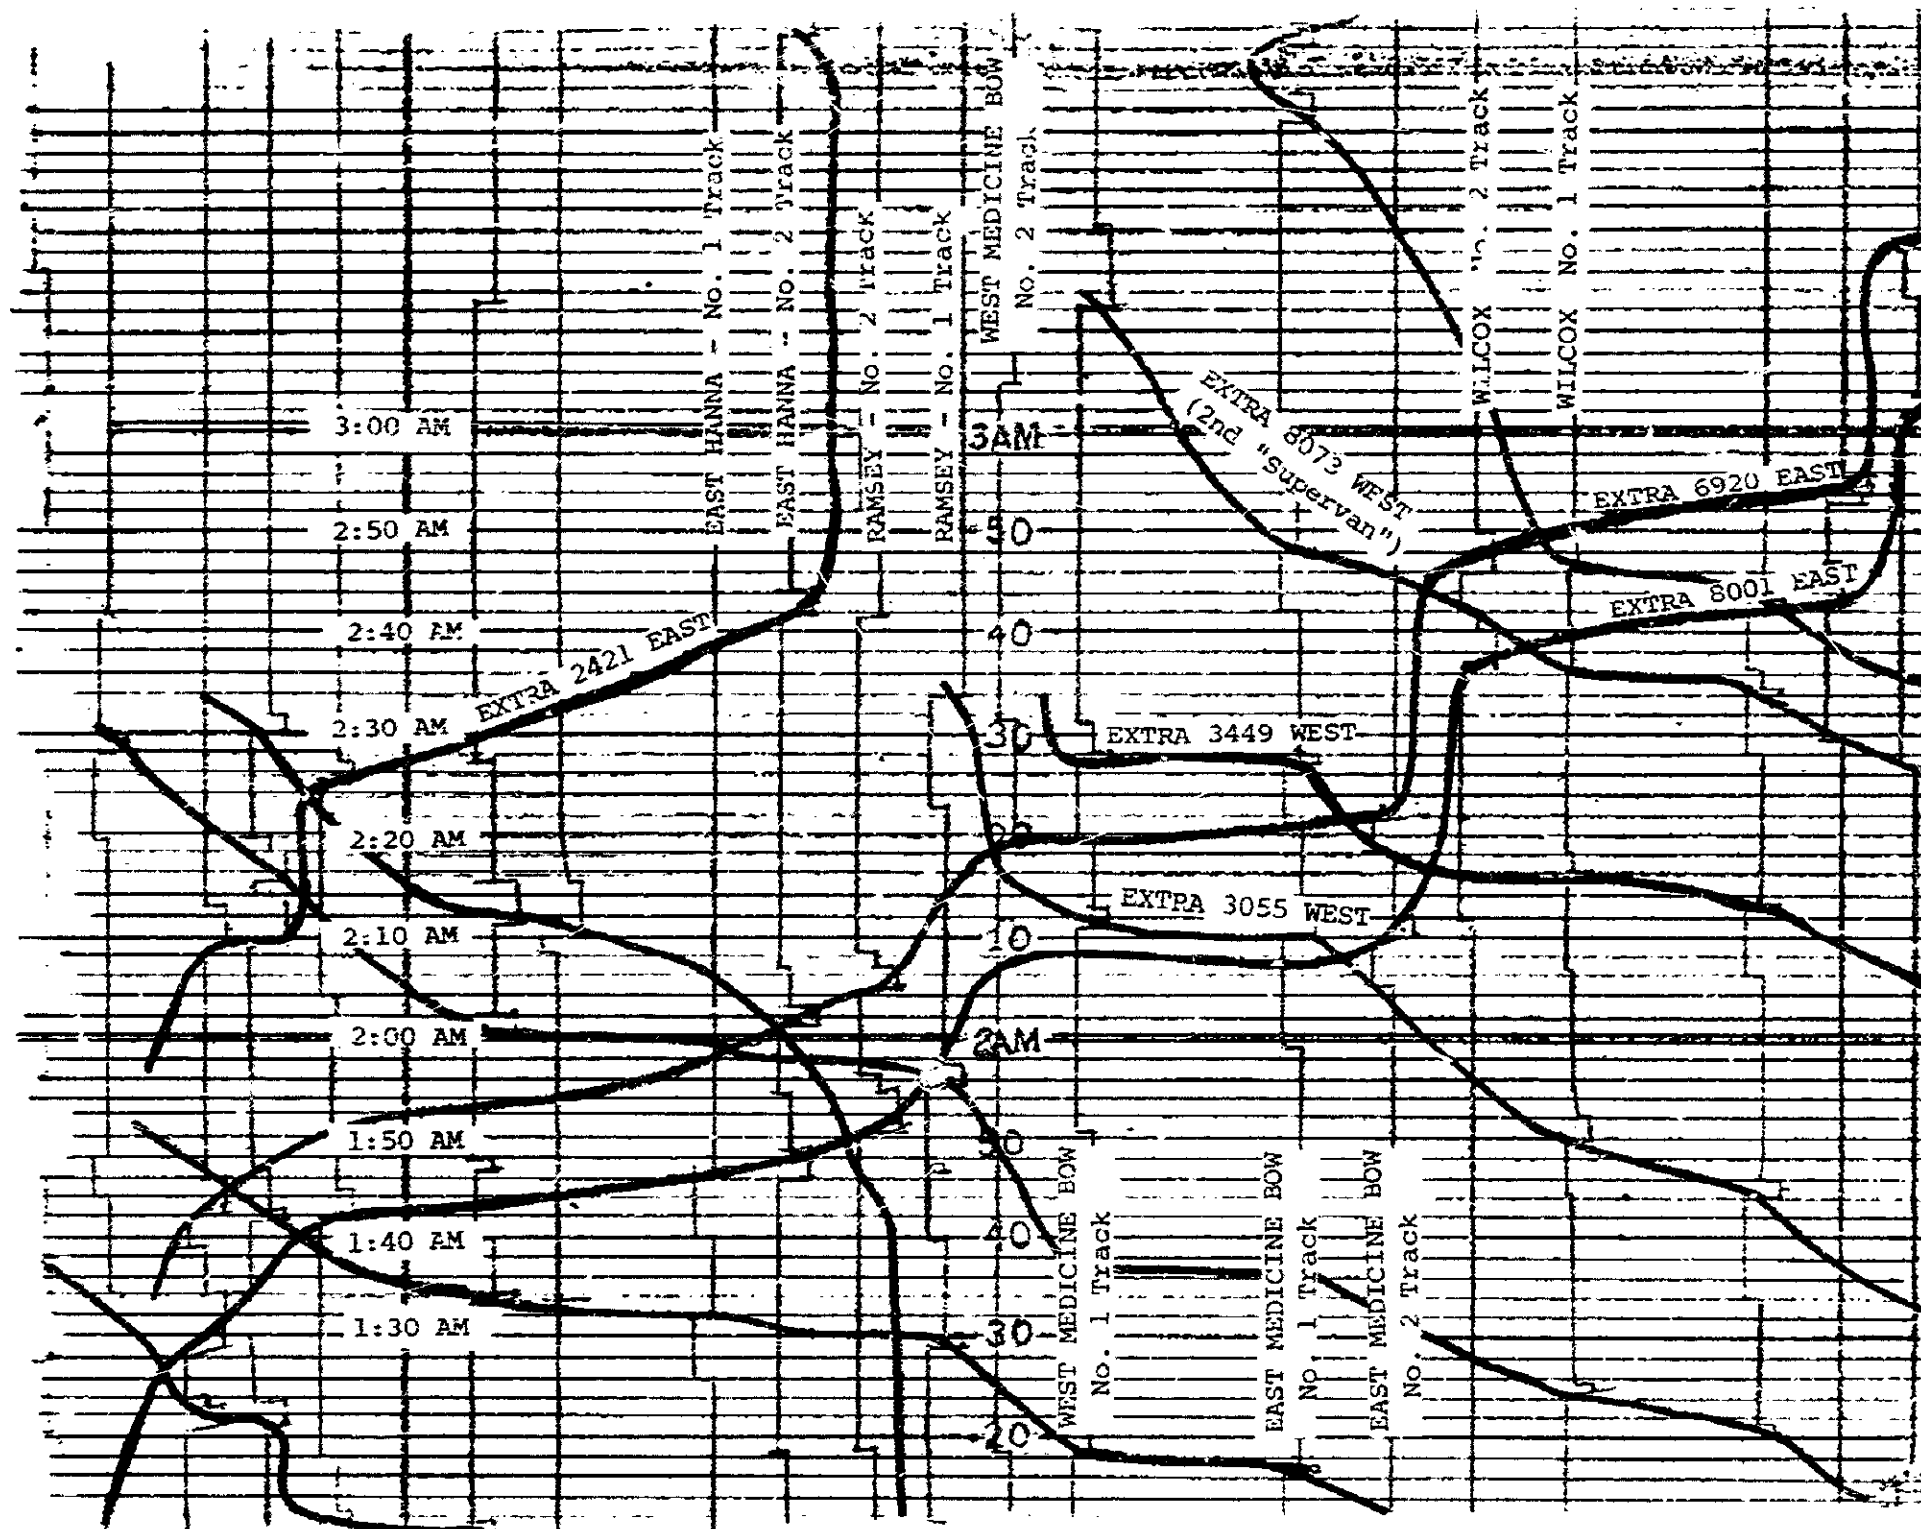 EAST HANNA - No. 1 Track
EAST HANNA -- No. 2 Track
RAMSEY - No. 2 Track
RAMSEY - No. 1 Track
WEST MEDICINE BOW
No. 2 Track
WILCOX No. 2 Track
WILCOX No. 1 Track
3:00 AM
3AM
EXTRA 8073 WEST
(2nd "Supervan")
EXTRA 6920 EAST
2:50 AM
50
EXTRA 8001 EAST
2:40 AM
40
EXTRA 2421 EAST
2:30 AM
30
EXTRA 3449 WEST
2:20 AM
20
EXTRA 3055 WEST
2:10 AM
10
2:00 AM
2AM
1:50 AM
50
1:40 AM
40
1:30 AM
30
20
WEST MEDICINE BOW
No. 1 Track
EAST MEDICINE BOW
No. 1 Track
EAST MEDICINE BOW
No. 2 Track